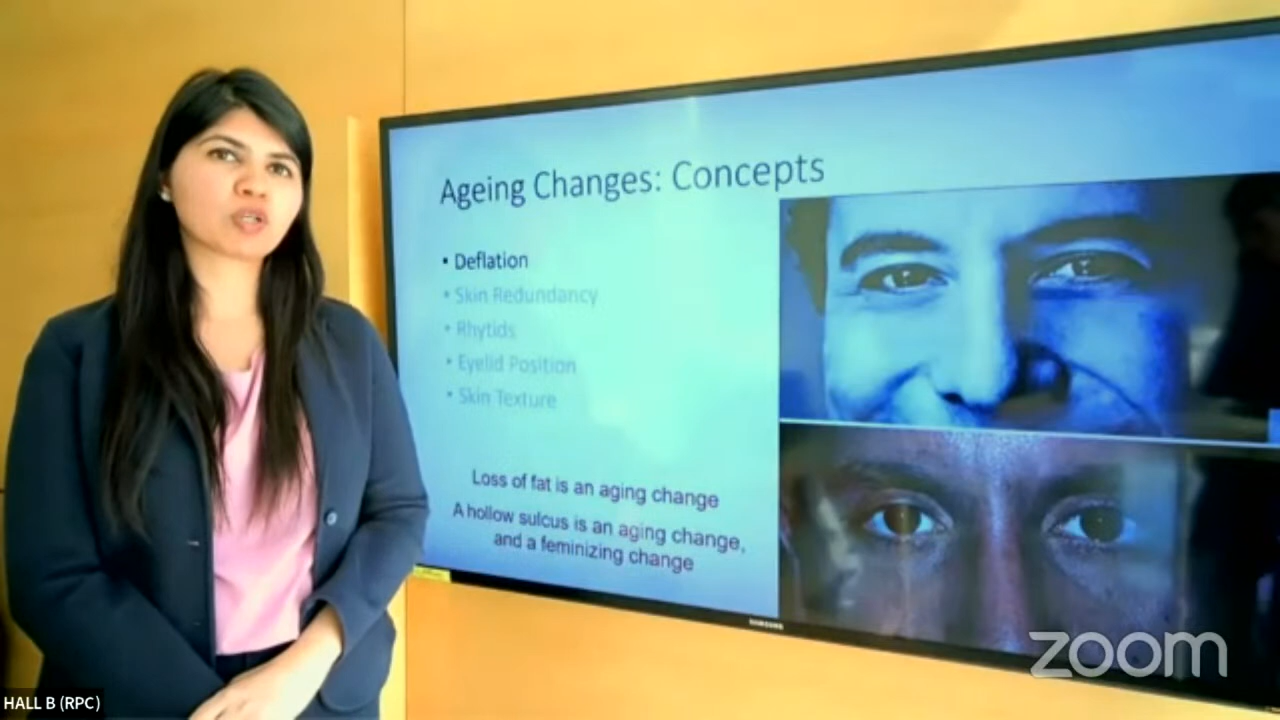 Ageing Changes: Concepts
• Deflation
• Skin Redundancy
• Rhytids
• Eyelid Position
• Skin Texture
Loss of fat is an aging change
A hollow sulcus is an aging change,
and a feminizing change
SAMSUNG
zoom
HALL B (RPC)